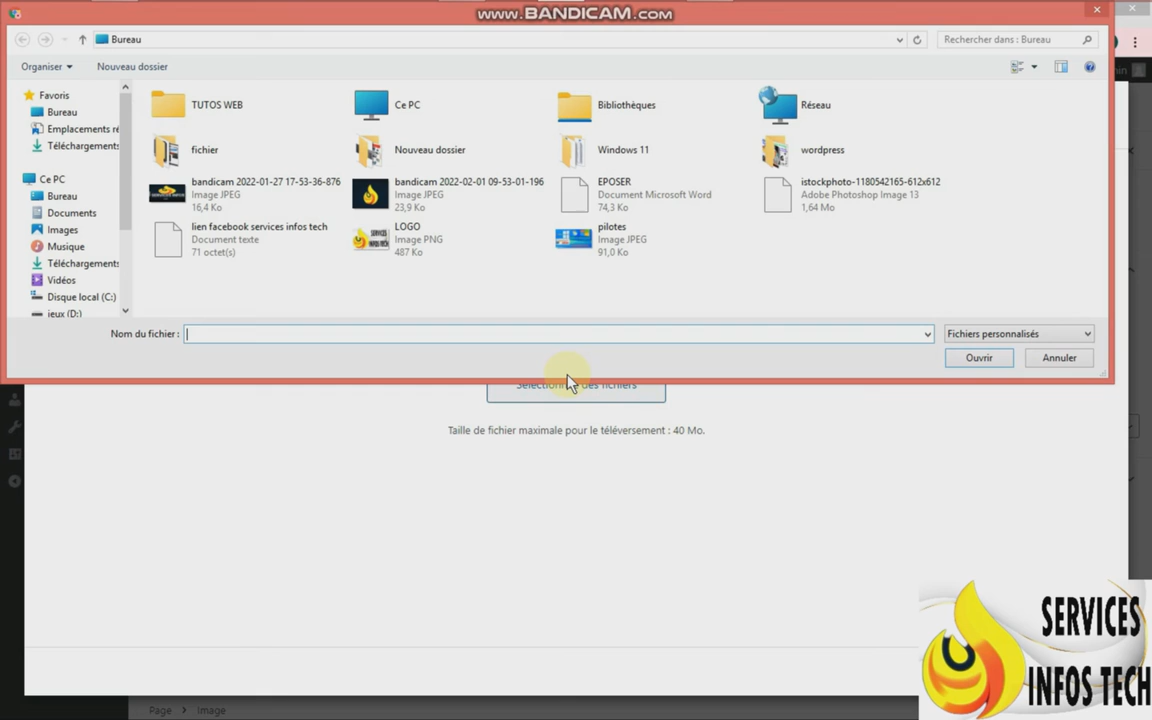 www.BANDICAM.com
Bureau
Rechercher dans : Bureau
Organiser
Nouveau dossier
Favoris
Bureau
Emplacements ré
Téléchargements
Ce PC
Bureau
Documents
Images
Musique
Téléchargements
Vidéos
Disque local (C:)
jeux (D:)
TUTOS WEB
Ce PC
Bibliothèques
Réseau
fichier
Nouveau dossier
Windows 11
wordpress
bandicam 2022-01-27 17-53-36-876
Image JPEG
16,4 Ko
bandicam 2022-02-01 09-53-01-196
Image JPEG
23,9 Ko
EPOSER
Document Microsoft Word
74,3 Ko
istockphoto-1180542165-612x612
Adobe Photoshop Image 13
1,64 Mo
lien facebook services infos tech
Document texte
71 octet(s)
LOGO
Image PNG
487 Ko
pilotes
Image JPEG
91,0 Ko
Nom du fichier :
Fichiers personnalisés
Ouvrir
Annuler
Sélectionner des fichiers
Taille de fichier maximale pour le téléversement : 40 Mo.
SERVICES
INFOS TECH
Page > Image